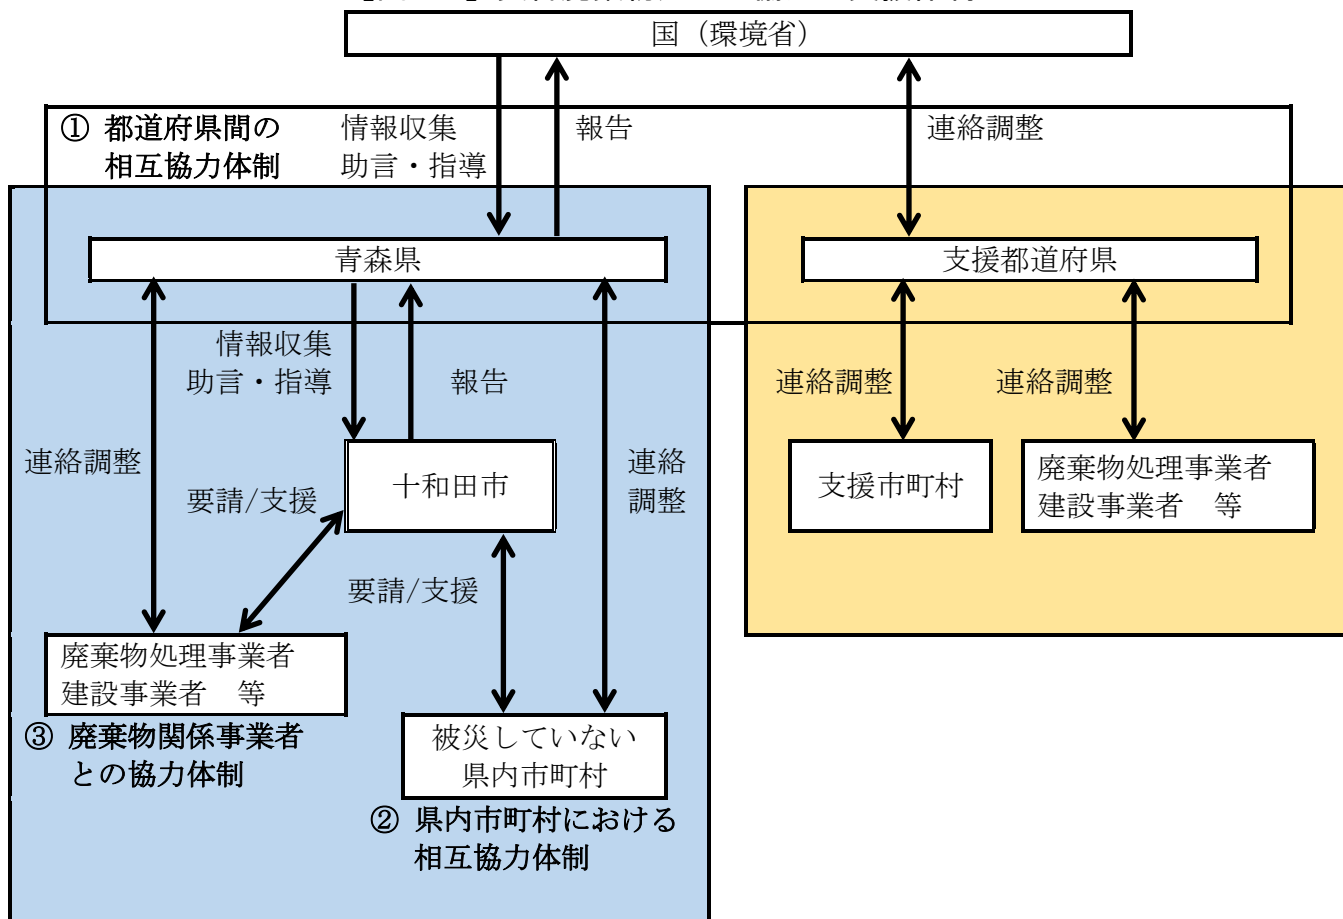 国（環境省）
① 都道府県間の
相互協力体制
情報収集
助言・指導
報告
連絡調整
青森県
支援都道府県
情報収集
助言・指導
報告
連絡調整
連絡調整
連絡調整
連絡
調整
十和田市
支援市町村
廃棄物処理事業者
建設事業者　等
要請/支援
要請/支援
廃棄物処理事業者
建設事業者　等
③ 廃棄物関係事業者
との協力体制
被災していない
県内市町村
② 県内市町村における
相互協力体制